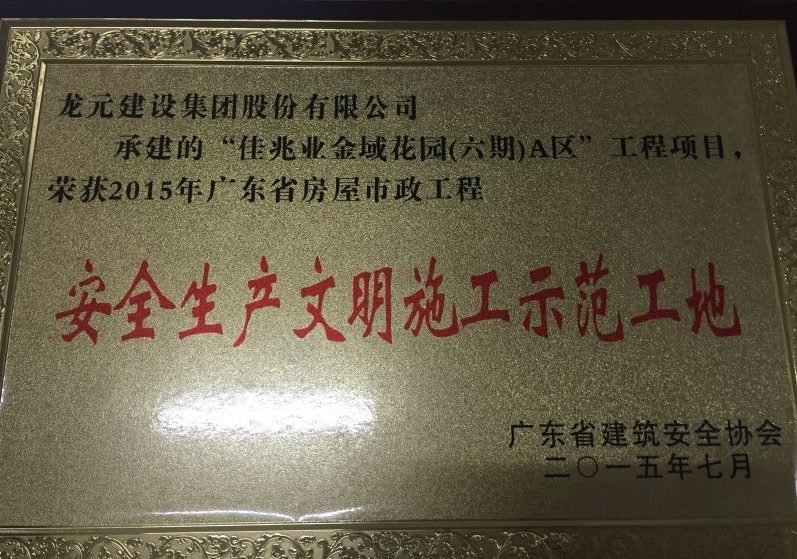 龙元建设集团股份有限公司
承建的“佳兆业金域花园(六期)A区”工程项目，
荣获2015年广东省房屋市政工程
安全生产文明施工示范工地
广东省建筑安全协会
二〇一五年七月